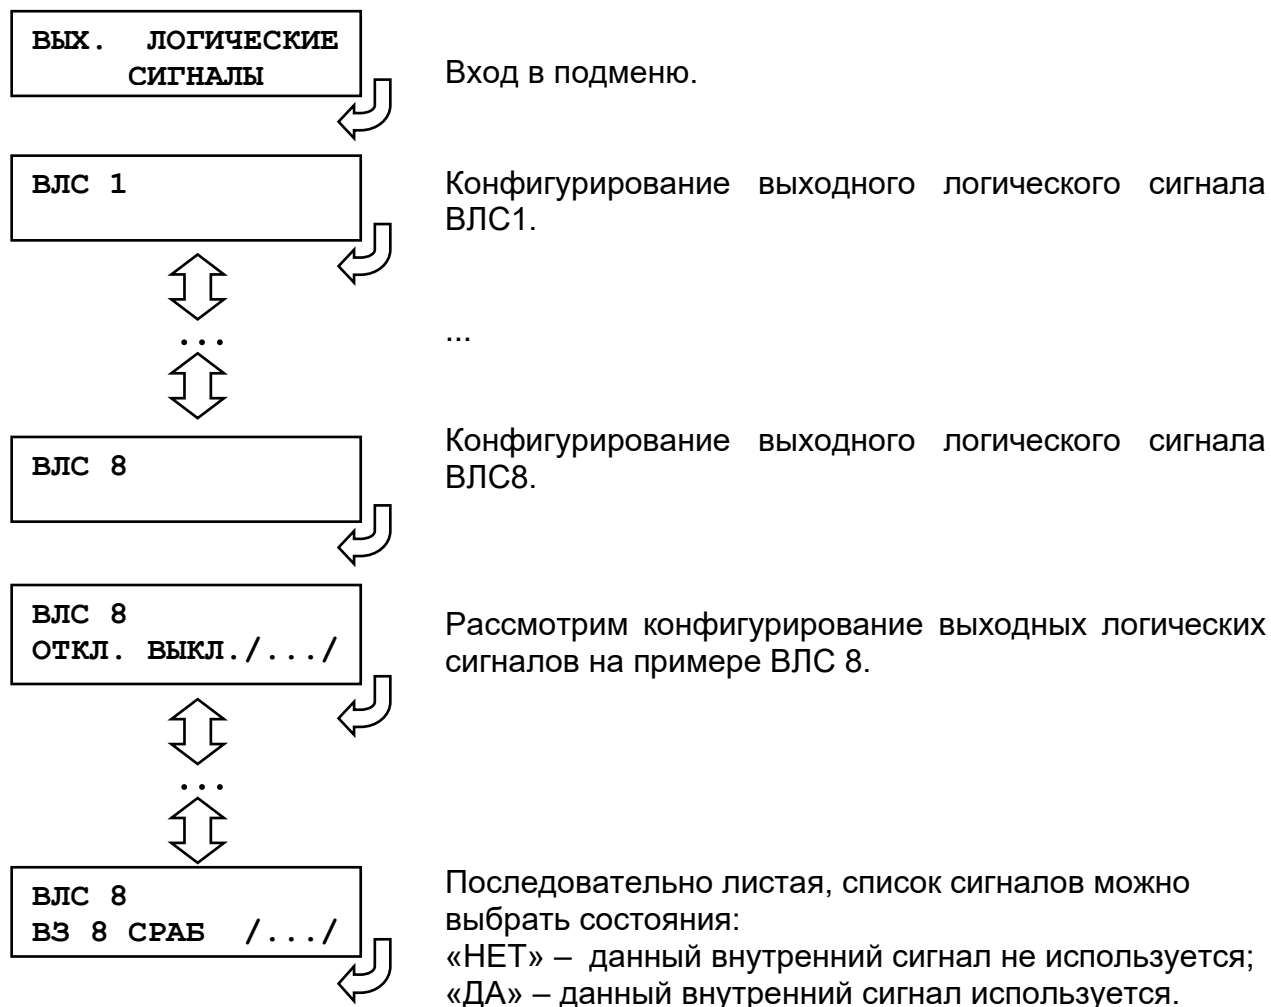 ВЫХ. ЛОГИЧЕСКИЕ
СИГНАЛЫ
Вход в подменю.
ВЛС 1
Конфигурирование выходного логического сигнала
ВЛС1.
...
...
Конфигурирование выходного логического сигнала
ВЛС8.
ВЛС 8
ВЛС 8
ОТКЛ. ВЫКЛ./.../
Рассмотрим конфигурирование выходных логических
сигналов на примере ВЛС 8.
...
ВЛС 8
ВЗ 8 СРАБ /.../
Последовательно листая, список сигналов можно
выбрать состояния:
«НЕТ» – данный внутренний сигнал не используется;
«ДА» – данный внутренний сигнал используется.